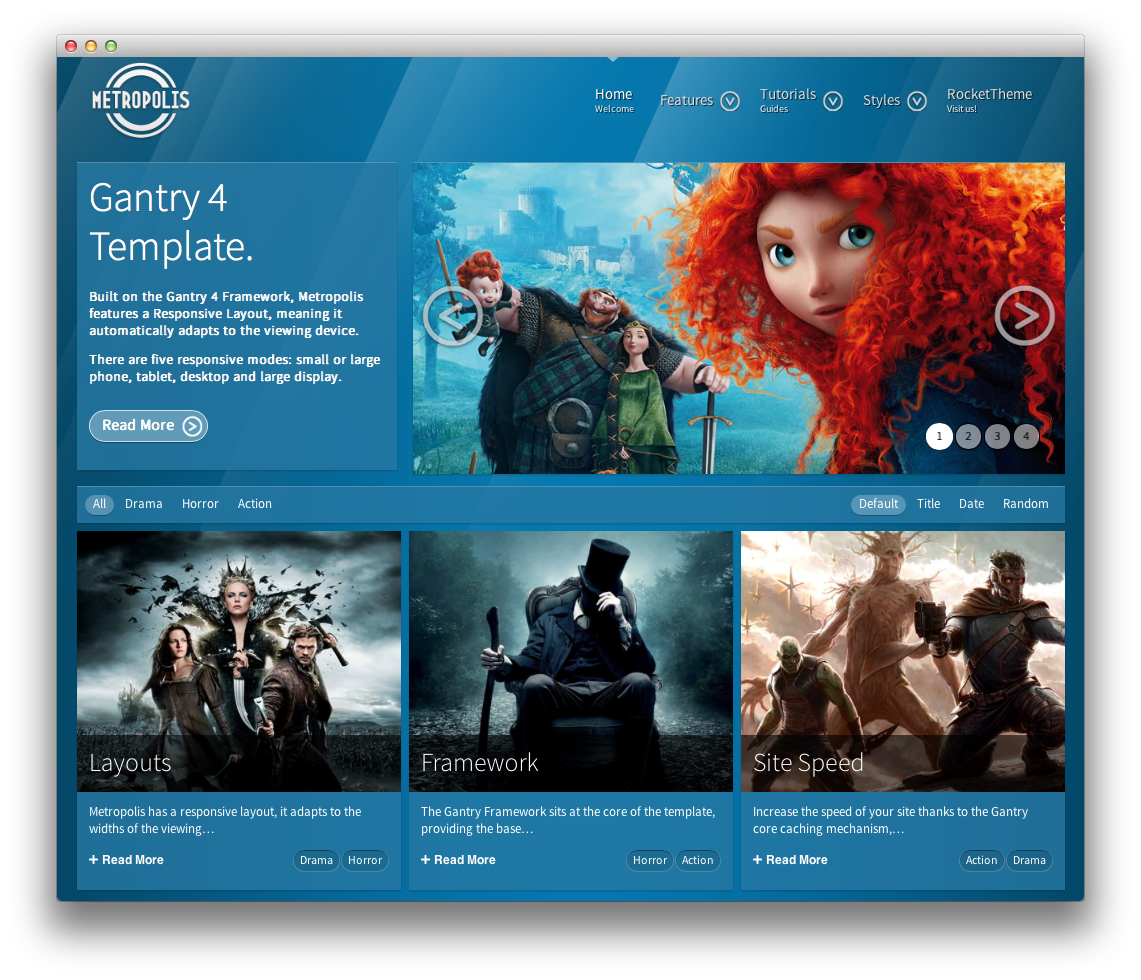 METROPOLIS
Home
Welcome
Features
Tutorials
Guides
Styles
RocketTheme
Visit us!
Gantry 4
Template.
Built on the Gantry 4 Framework, Metropolis
features a Responsive Layout, meaning it
automatically adapts to the viewing device.
There are five responsive modes: small or large
phone, tablet, desktop and large display.
Read More
1 2 3 4
All Drama Horror Action
Default Title Date Random
Layouts
Metropolis has a responsive layout, it adapts to the
widths of the viewing…
Read More
Drama Horror
Framework
The Gantry Framework sits at the core of the template,
providing the base…
Read More
Horror Action
Site Speed
Increase the speed of your site thanks to the Gantry
core caching mechanism,…
Read More
Action Drama